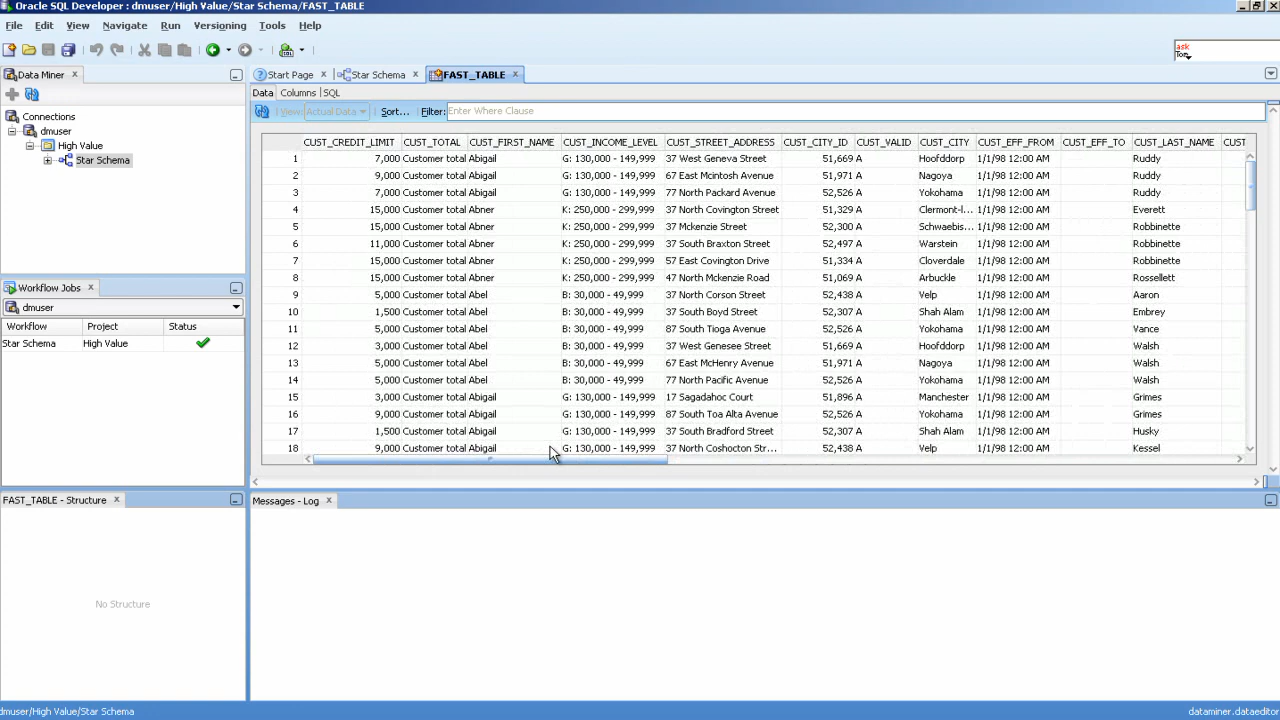 Oracle SQL Developer : dmuser/High Value/Star Schema/FAST_TABLE
File Edit View Navigate Run Versioning Tools Help
ask Tom
Data Miner
Connections
dmuser
High Value
Star Schema
Workflow Jobs
dmuser
Workflow Project Status
Star Schema High Value
FAST_TABLE - Structure
No Structure
Start Page Star Schema FAST_TABLE
Data Columns SQL
View: Actual Data Sort... Filter: Enter Where Clause
CUST_CREDIT_LIMIT CUST_TOTAL CUST_FIRST_NAME CUST_INCOME_LEVEL CUST_STREET_ADDRESS CUST_CITY_ID CUST_VALID CUST_CITY CUST_EFF_FROM CUST_EFF_TO CUST_LAST_NAME CUST
1 7,000 Customer total Abigail G: 130,000 - 149,999 37 West Geneva Street 51,669 A Hoofddorp 1/1/98 12:00 AM Ruddy
2 9,000 Customer total Abigail G: 130,000 - 149,999 67 East Mcintosh Avenue 51,971 A Nagoya 1/1/98 12:00 AM Ruddy
3 7,000 Customer total Abigail G: 130,000 - 149,999 77 North Packard Avenue 52,526 A Yokohama 1/1/98 12:00 AM Ruddy
4 15,000 Customer total Abner K: 250,000 - 299,999 37 North Covington Street 51,329 A Clermont-l... 1/1/98 12:00 AM Everett
5 15,000 Customer total Abner K: 250,000 - 299,999 37 Mckenzie Street 52,300 A Schwaebis... 1/1/98 12:00 AM Robbinette
6 11,000 Customer total Abner K: 250,000 - 299,999 37 South Braxton Street 52,497 A Warstein 1/1/98 12:00 AM Robbinette
7 15,000 Customer total Abner K: 250,000 - 299,999 57 East Covington Drive 51,334 A Cloverdale 1/1/98 12:00 AM Robbinette
8 15,000 Customer total Abner K: 250,000 - 299,999 47 North Mckenzie Road 51,069 A Arbuckle 1/1/98 12:00 AM Rossellett
9 5,000 Customer total Abel B: 30,000 - 49,999 37 North Corson Street 52,438 A Velp 1/1/98 12:00 AM Aaron
10 1,500 Customer total Abel B: 30,000 - 49,999 37 South Boyd Street 52,307 A Shah Alam 1/1/98 12:00 AM Embrey
11 5,000 Customer total Abel B: 30,000 - 49,999 87 South Tioga Avenue 52,526 A Yokohama 1/1/98 12:00 AM Vance
12 3,000 Customer total Abel B: 30,000 - 49,999 37 West Genesee Street 51,669 A Hoofddorp 1/1/98 12:00 AM Walsh
13 5,000 Customer total Abel B: 30,000 - 49,999 67 East McHenry Avenue 51,971 A Nagoya 1/1/98 12:00 AM Walsh
14 5,000 Customer total Abel B: 30,000 - 49,999 77 North Pacific Avenue 52,526 A Yokohama 1/1/98 12:00 AM Walsh
15 3,000 Customer total Abigail G: 130,000 - 149,999 17 Sagadahoc Court 51,896 A Manchester 1/1/98 12:00 AM Grimes
16 9,000 Customer total Abigail G: 130,000 - 149,999 87 South Toa Alta Avenue 52,526 A Yokohama 1/1/98 12:00 AM Grimes
17 1,500 Customer total Abigail G: 130,000 - 149,999 37 South Bradford Street 52,307 A Shah Alam 1/1/98 12:00 AM Husky
18 9,000 Customer total Abigail G: 130,000 - 149,999 37 North Coshocton Str... 52,438 A Velp 1/1/98 12:00 AM Kessel
Messages - Log
dmuser/High Value/Star Schema
dataminer.dataeditor